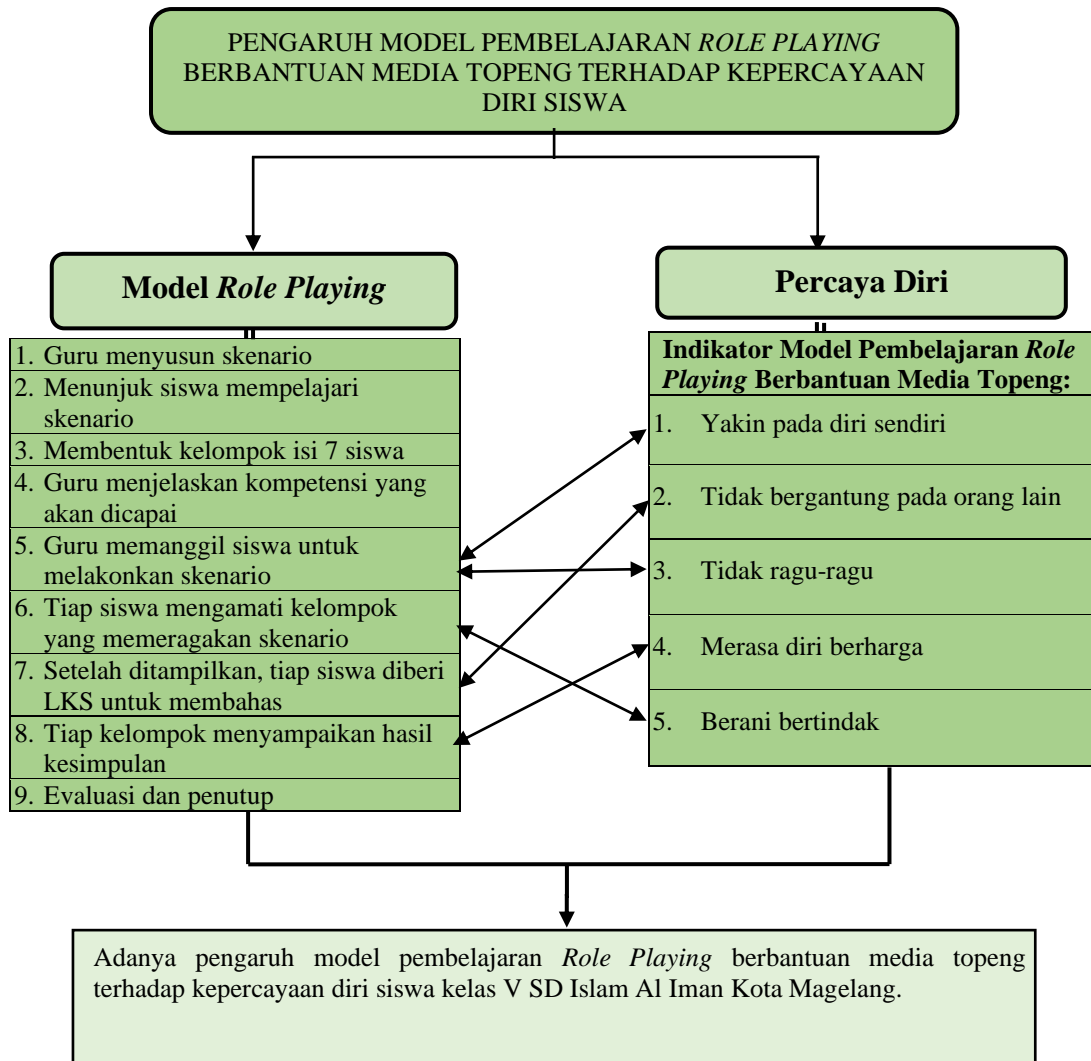 PENGARUH MODEL PEMBELAJARAN ROLE PLAYING
BERBANTUAN MEDIA TOPENG TERHADAP KEPERCAYAAN
DIRI SISWA
Model Role Playing
1. Guru menyusun skenario
2. Menunjuk siswa mempelajari
skenario
3. Membentuk kelompok isi 7 siswa
4. Guru menjelaskan kompetensi yang
akan dicapai
5. Guru memanggil siswa untuk
melakonkan skenario
6. Tiap siswa mengamati kelompok
yang memeragakan skenario
7. Setelah ditampilkan, tiap siswa diberi
LKS untuk membahas
8. Tiap kelompok menyampaikan hasil
kesimpulan
9. Evaluasi dan penutup
Percaya Diri
Indikator Model Pembelajaran Role
Playing Berbantuan Media Topeng:
1. Yakin pada diri sendiri
2. Tidak bergantung pada orang lain
3. Tidak ragu-ragu
4. Merasa diri berharga
5. Berani bertindak
Adanya pengaruh model pembelajaran Role Playing berbantuan media topeng
terhadap kepercayaan diri siswa kelas V SD Islam Al Iman Kota Magelang.